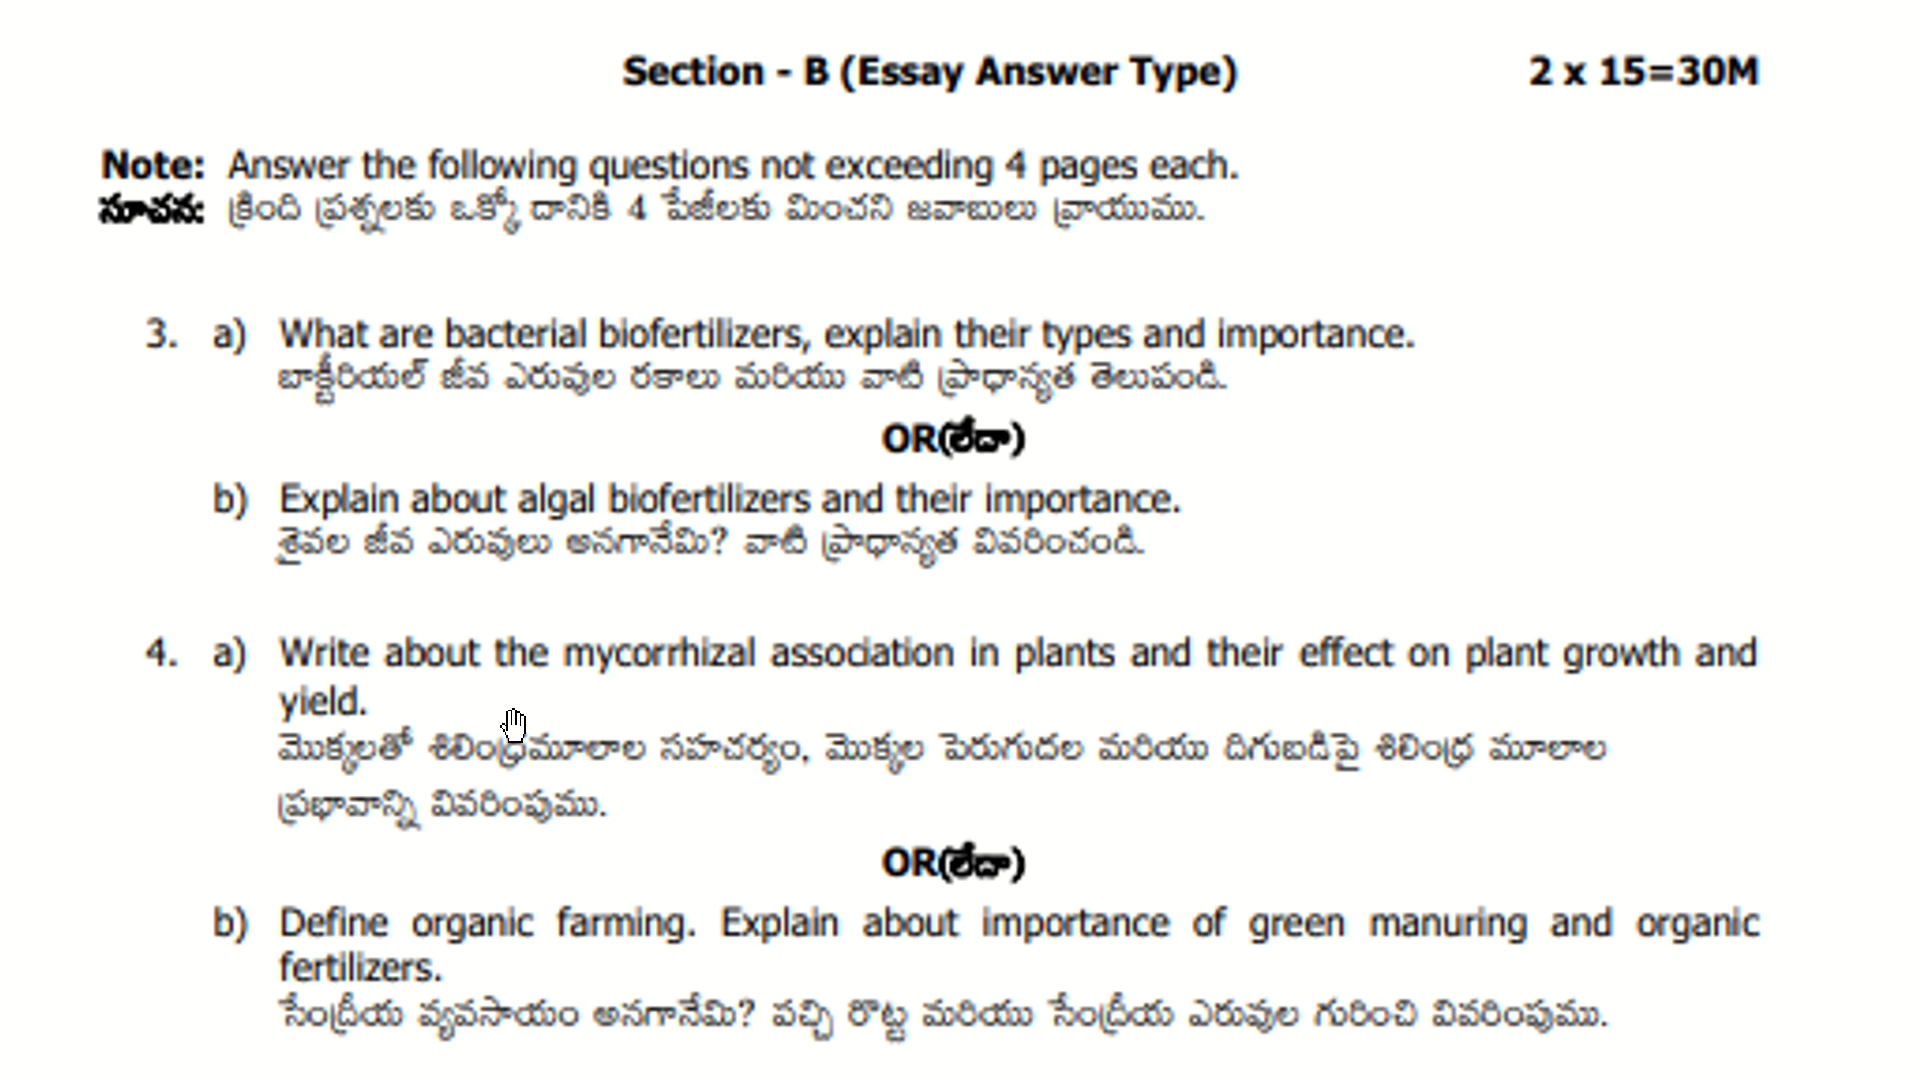 Section - B (Essay Answer Type) 2 x 15=30M
Note: Answer the following questions not exceeding 4 pages each.
సూచన: క్రింది ప్రశ్నలకు ఒక్కో దానికి 4 పేజీలకు మించని జవాబులు వ్రాయుము.
3. a) What are bacterial biofertilizers, explain their types and importance.
బాక్టీరియల్ జీవ ఎరువుల రకాలు మరియు వాటి ప్రాధాన్యత తెలుపండి.
OR(లేదా)
b) Explain about algal biofertilizers and their importance.
శైవల జీవ ఎరువులు అనగానేమి? వాటి ప్రాధాన్యత వివరించండి.
4. a) Write about the mycorrhizal association in plants and their effect on plant growth and
yield.
మొక్కలతో శిలింధ్రమూలాల సహచర్యం, మొక్కల పెరుగుదల మరియు దిగుబడిపై శిలింధ్ర మూలాల
ప్రభావాన్ని వివరింపుము.
OR(లేదా)
b) Define organic farming. Explain about importance of green manuring and organic
fertilizers.
సేంద్రీయ వ్యవసాయం అనగానేమి? పచ్చి రొట్ట మరియు సేంద్రీయ ఎరువుల గురించి వివరింపుము.